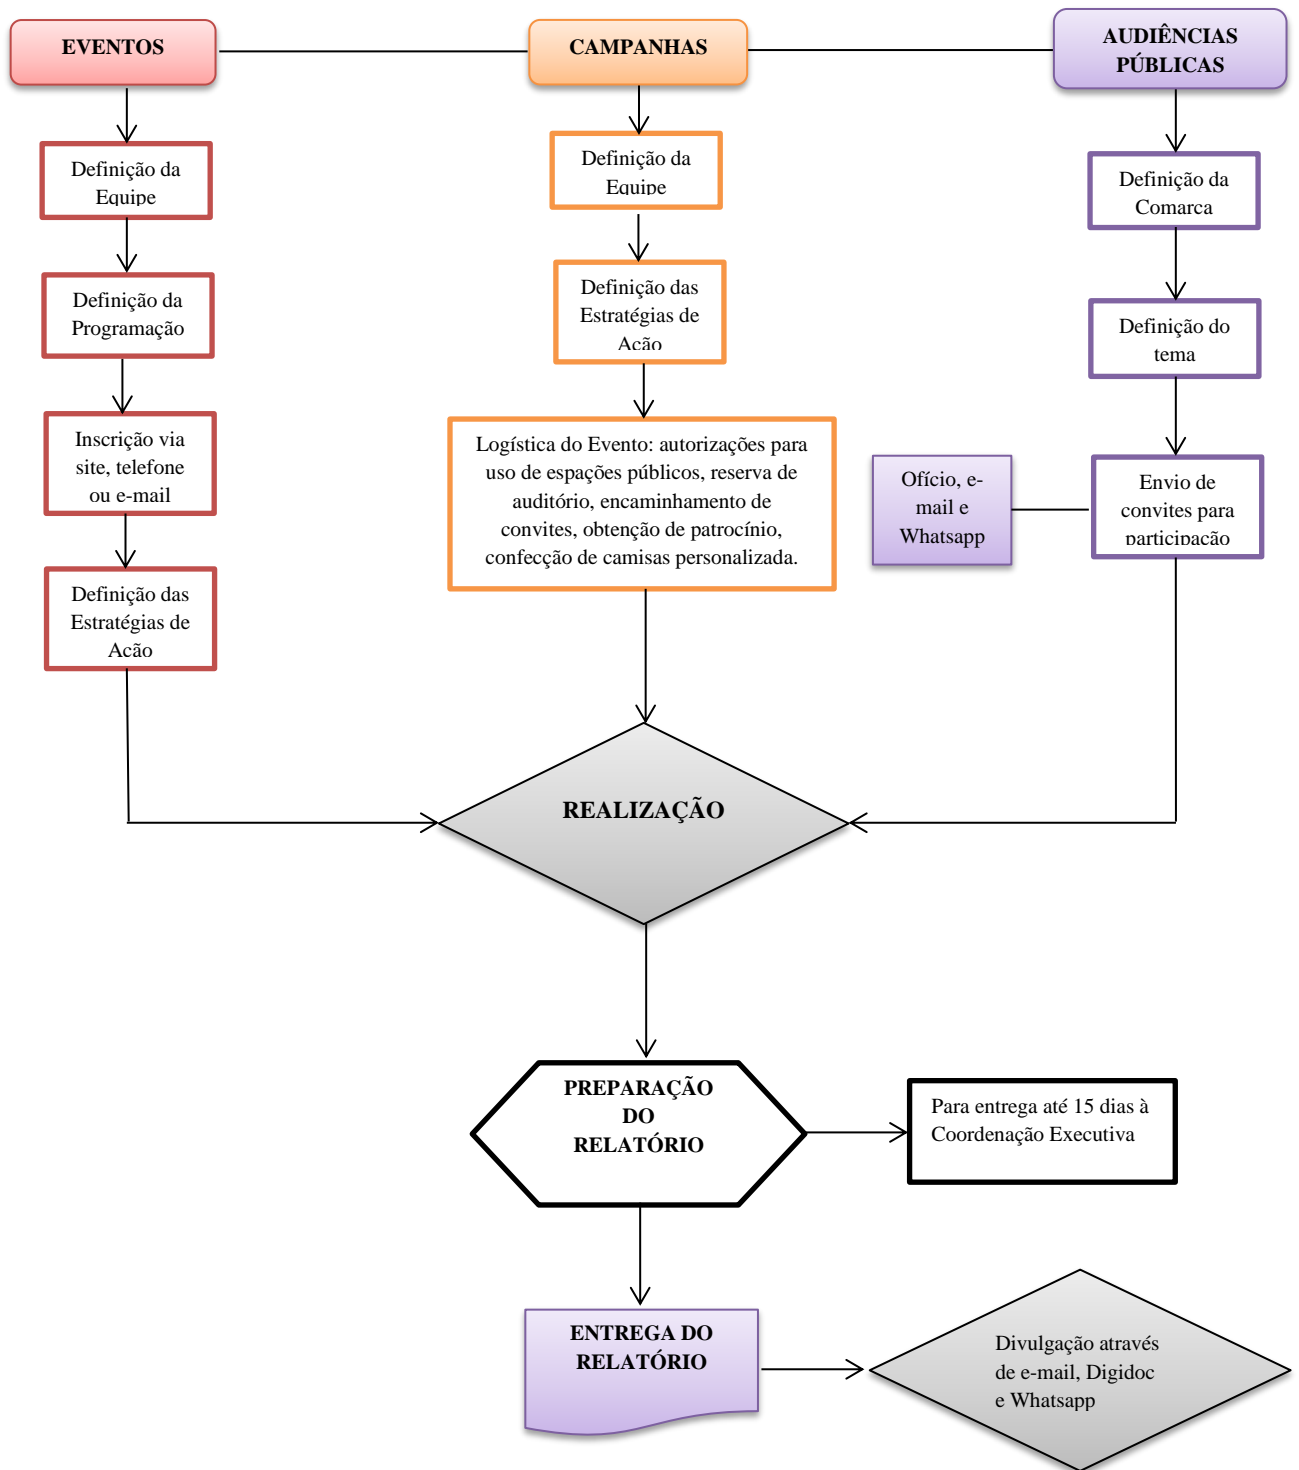 EVENTOS
CAMPANHAS
AUDIÊNCIAS
PÚBLICAS
Definição da
Equipe
Definição da
Programação
Inscrição via
site, telefone
ou e-mail
Definição das
Estratégias de
Ação
Definição da
Equipe
Definição das
Estratégias de
Ação
Logística do Evento: autorizações para
uso de espações públicos, reserva de
auditório, encaminhamento de
convites, obtenção de patrocínio,
confecção de camisas personalizada.
Definição da
Comarca
Definição do
tema
Ofício, e-
mail e
Whatsapp
Envio de
convites para
participação
REALIZAÇÃO
PREPARAÇÃO
DO
RELATÓRIO
Para entrega até 15 dias à
Coordenação Executiva
ENTREGA DO
RELATÓRIO
Divulgação através
de e-mail, Digidoc
e Whatsapp